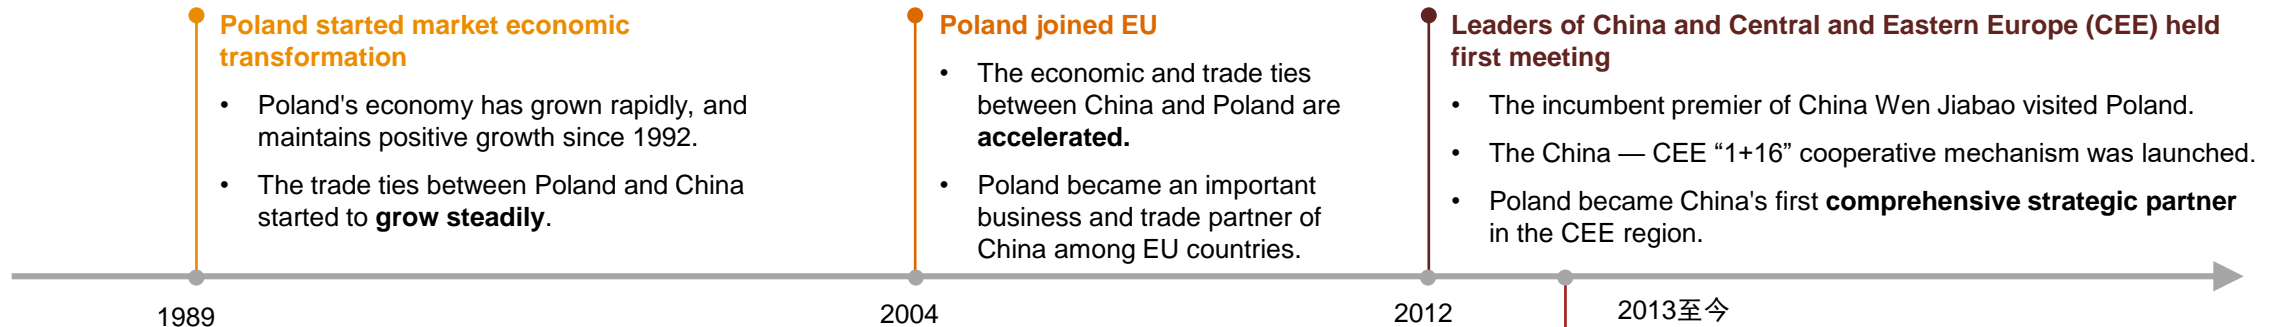 Poland started market economic
transformation
• Poland's economy has grown rapidly, and
maintains positive growth since 1992.
• The trade ties between Poland and China
started to grow steadily.
Poland joined EU
• The economic and trade ties
between China and Poland are
accelerated.
• Poland became an important
business and trade partner of
China among EU countries.
Leaders of China and Central and Eastern Europe (CEE) held
first meeting
• The incumbent premier of China Wen Jiabao visited Poland.
• The China — CEE “1+16” cooperative mechanism was launched.
• Poland became China's first comprehensive strategic partner
in the CEE region.
1989
2004
2012
2013至今